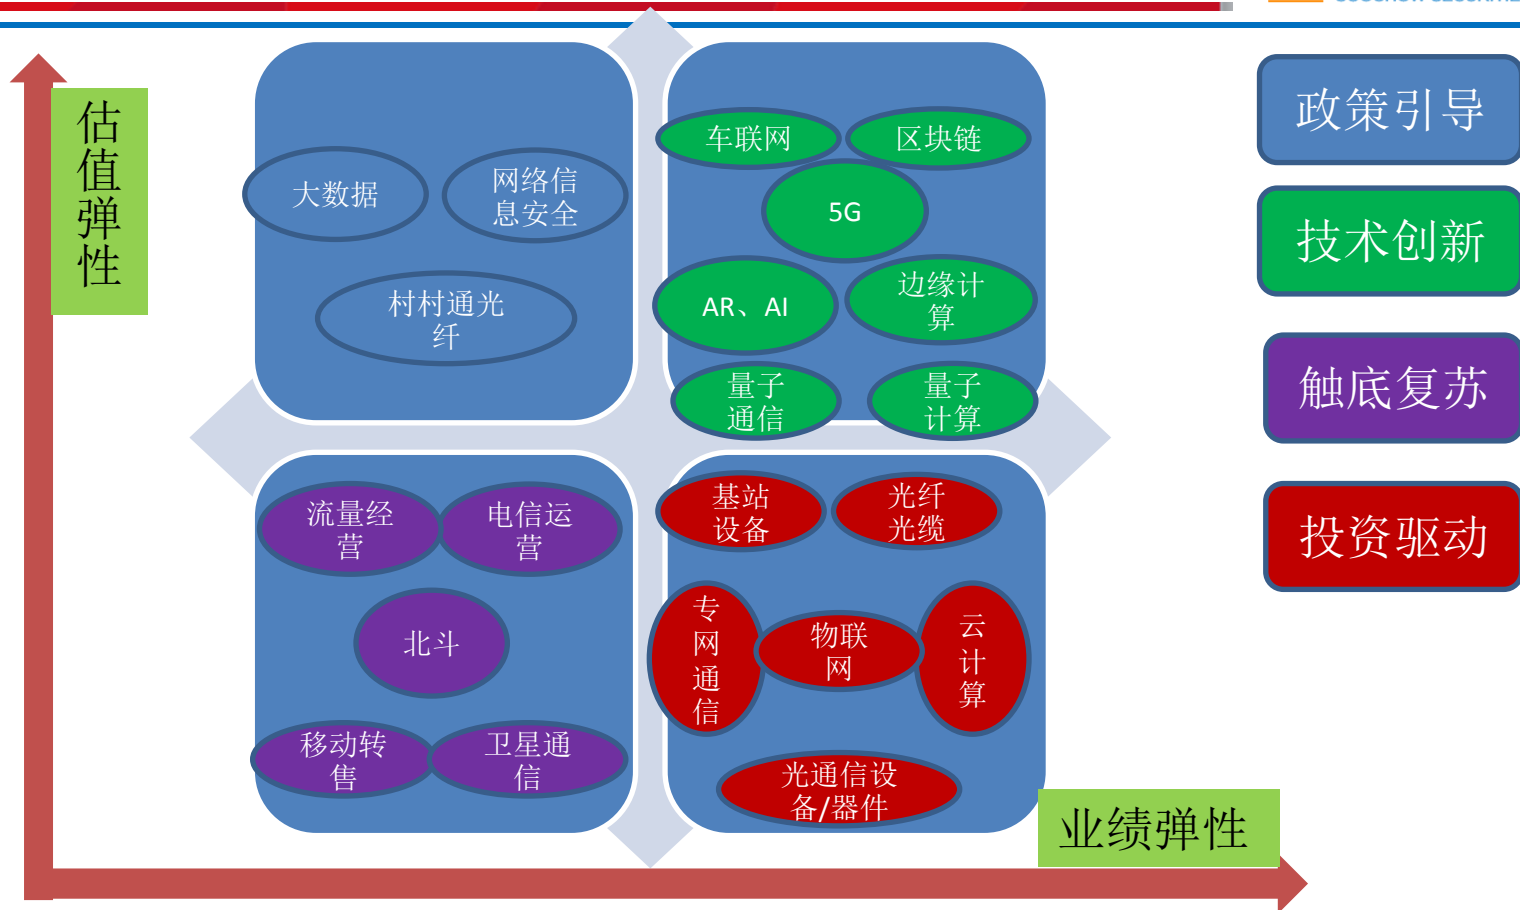 估
值
弹
性
大数据
网络信
息安全
村村通光
纤
车联网
区块链
5G
AR、AI
边缘计
算
量子
通信
量子
计算
流量经
营
电信运
营
北斗
移动转
售
卫星通
信
基站
设备
光纤
光缆
专
网
通
信
物联
网
云
计
算
光通信设
备/器件
业绩弹性
政策引导
技术创新
触底复苏
投资驱动